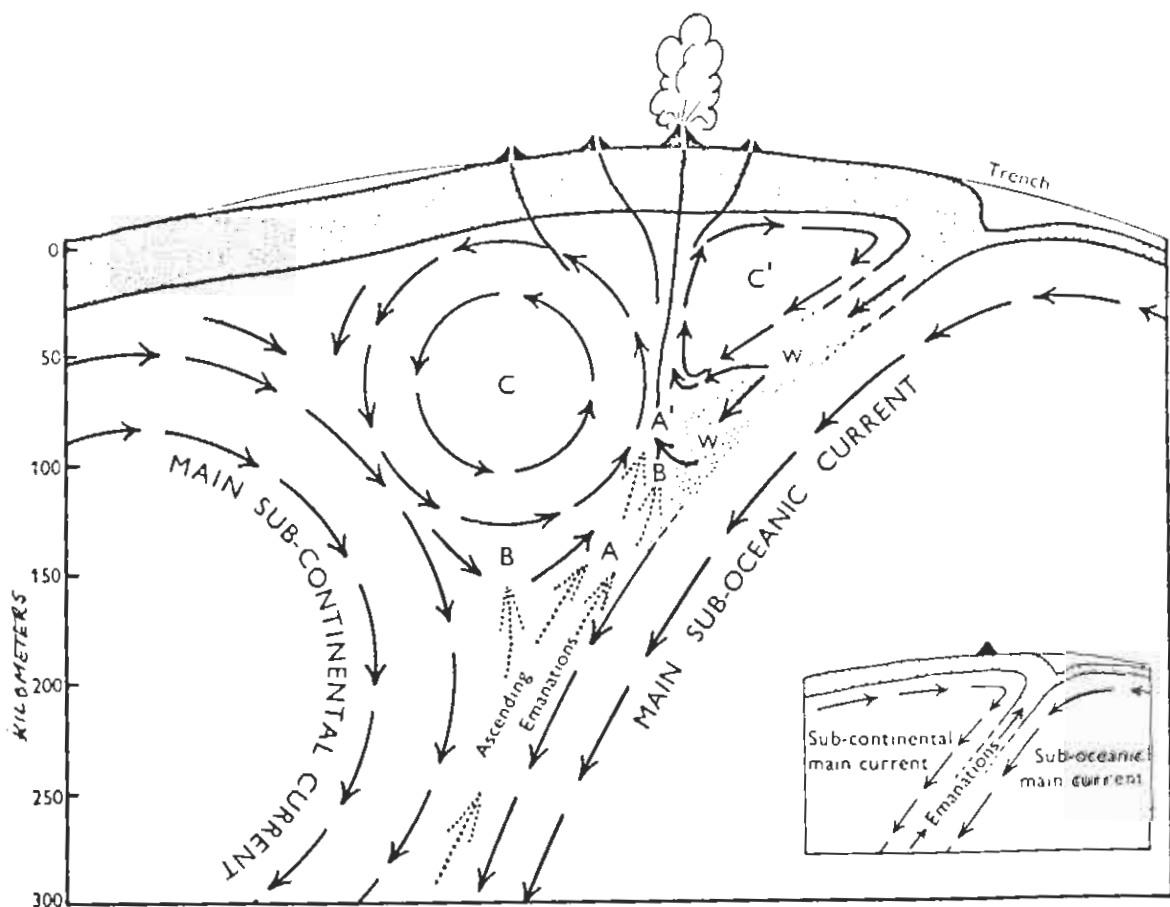 Trench
0
50
100
150
200
250
300
KILOMETERS
C'
C
W
A'
W
B
B
A
MAIN SUB-CONTINENTAL CURRENT
MAIN SUB-OCEANIC CURRENT
Ascending
Emanations
Sub-continental
main current
Emanations
Sub-oceanic
main current